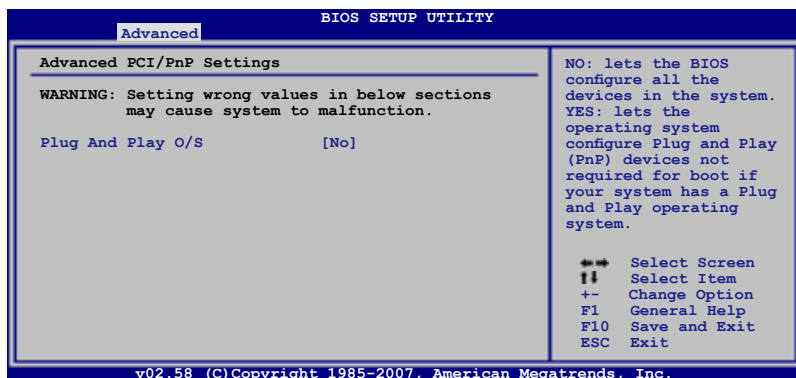 BIOS SETUP UTILITY
Advanced
Advanced PCI/PnP Settings
WARNING: Setting wrong values in below sections
may cause system to malfunction.
Plug And Play O/S [No]
NO: lets the BIOS
configure all the
devices in the system.
YES: lets the
operating system
configure Plug and Play
(PnP) devices not
required for boot if
your system has a Plug
and Play operating
system.
←→ Select Screen
↑↓ Select Item
+- Change Option
F1 General Help
F10 Save and Exit
ESC Exit
v02.58 (C)Copyright 1985-2007, American Megatrends, Inc.